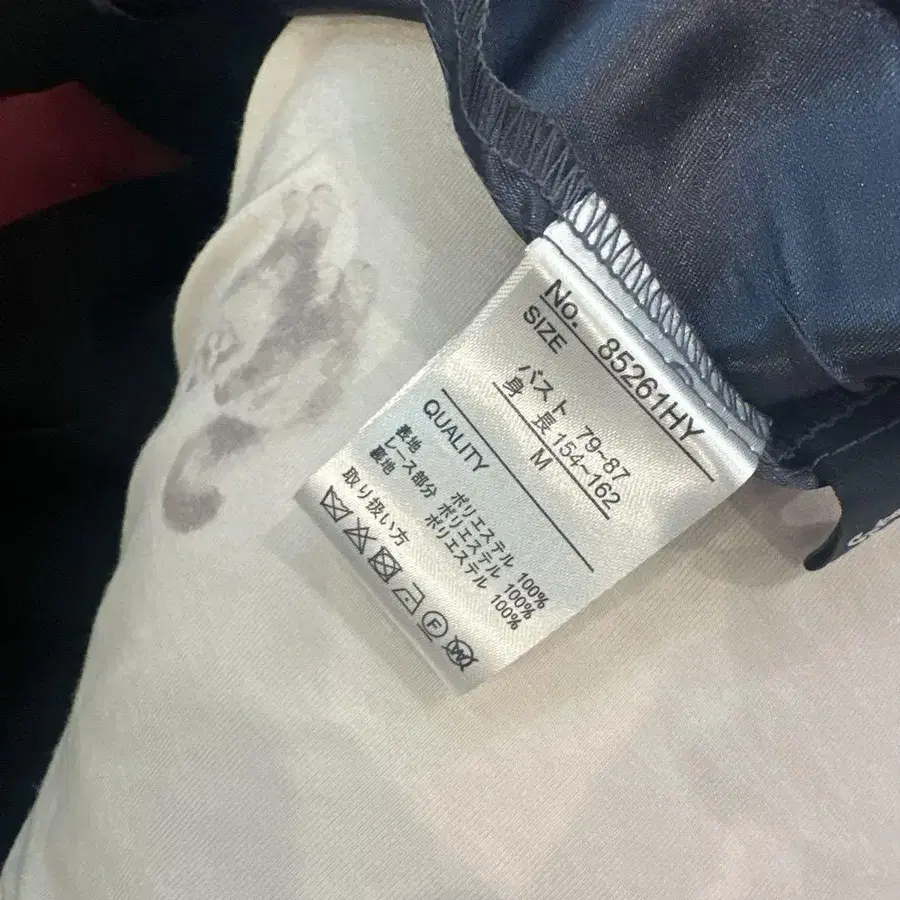 No. 85261HY
SIZE
バスト 79~87
身長 154~162
M
QUALITY
表地 ポリエステル 100%
レース部分 ポリエステル 100%
裏地 ポリエステル 100%
取り扱い方
F